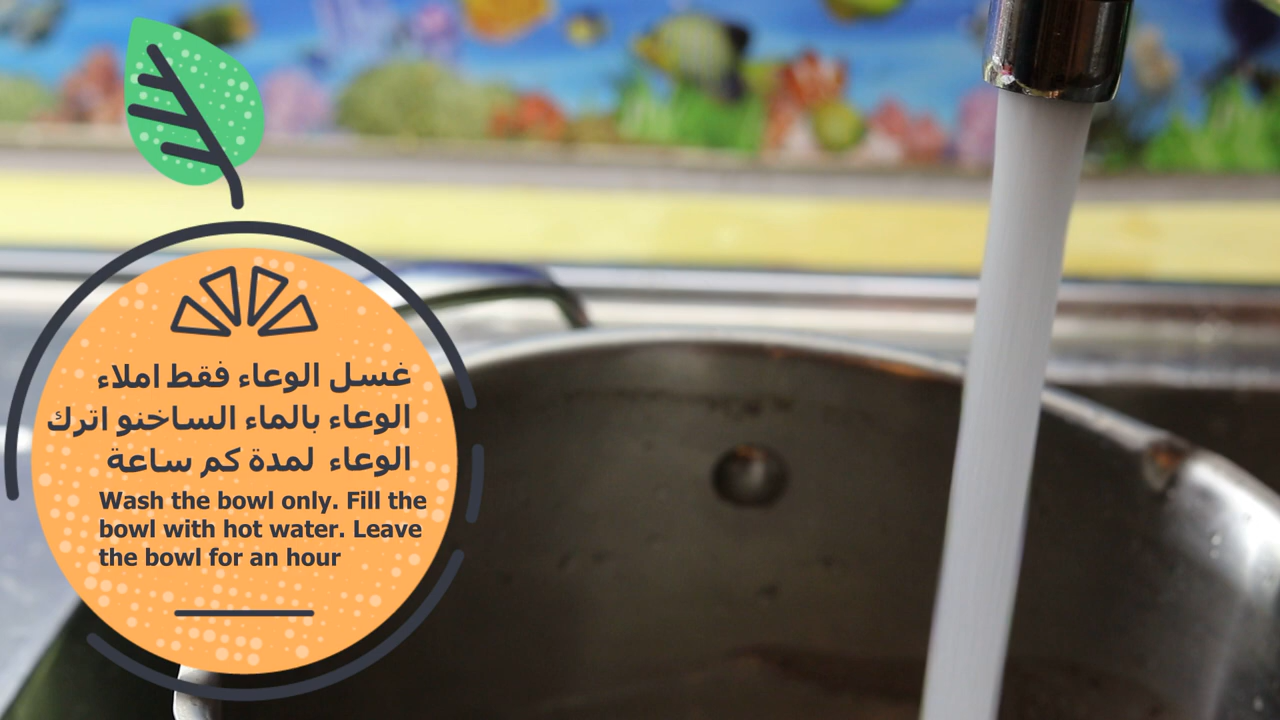 غسل الوعاء فقط املاء
الوعاء بالماء الساخنو اترك
الوعاء لمدة كم ساعة
Wash the bowl only. Fill the
bowl with hot water. Leave
the bowl for an hour